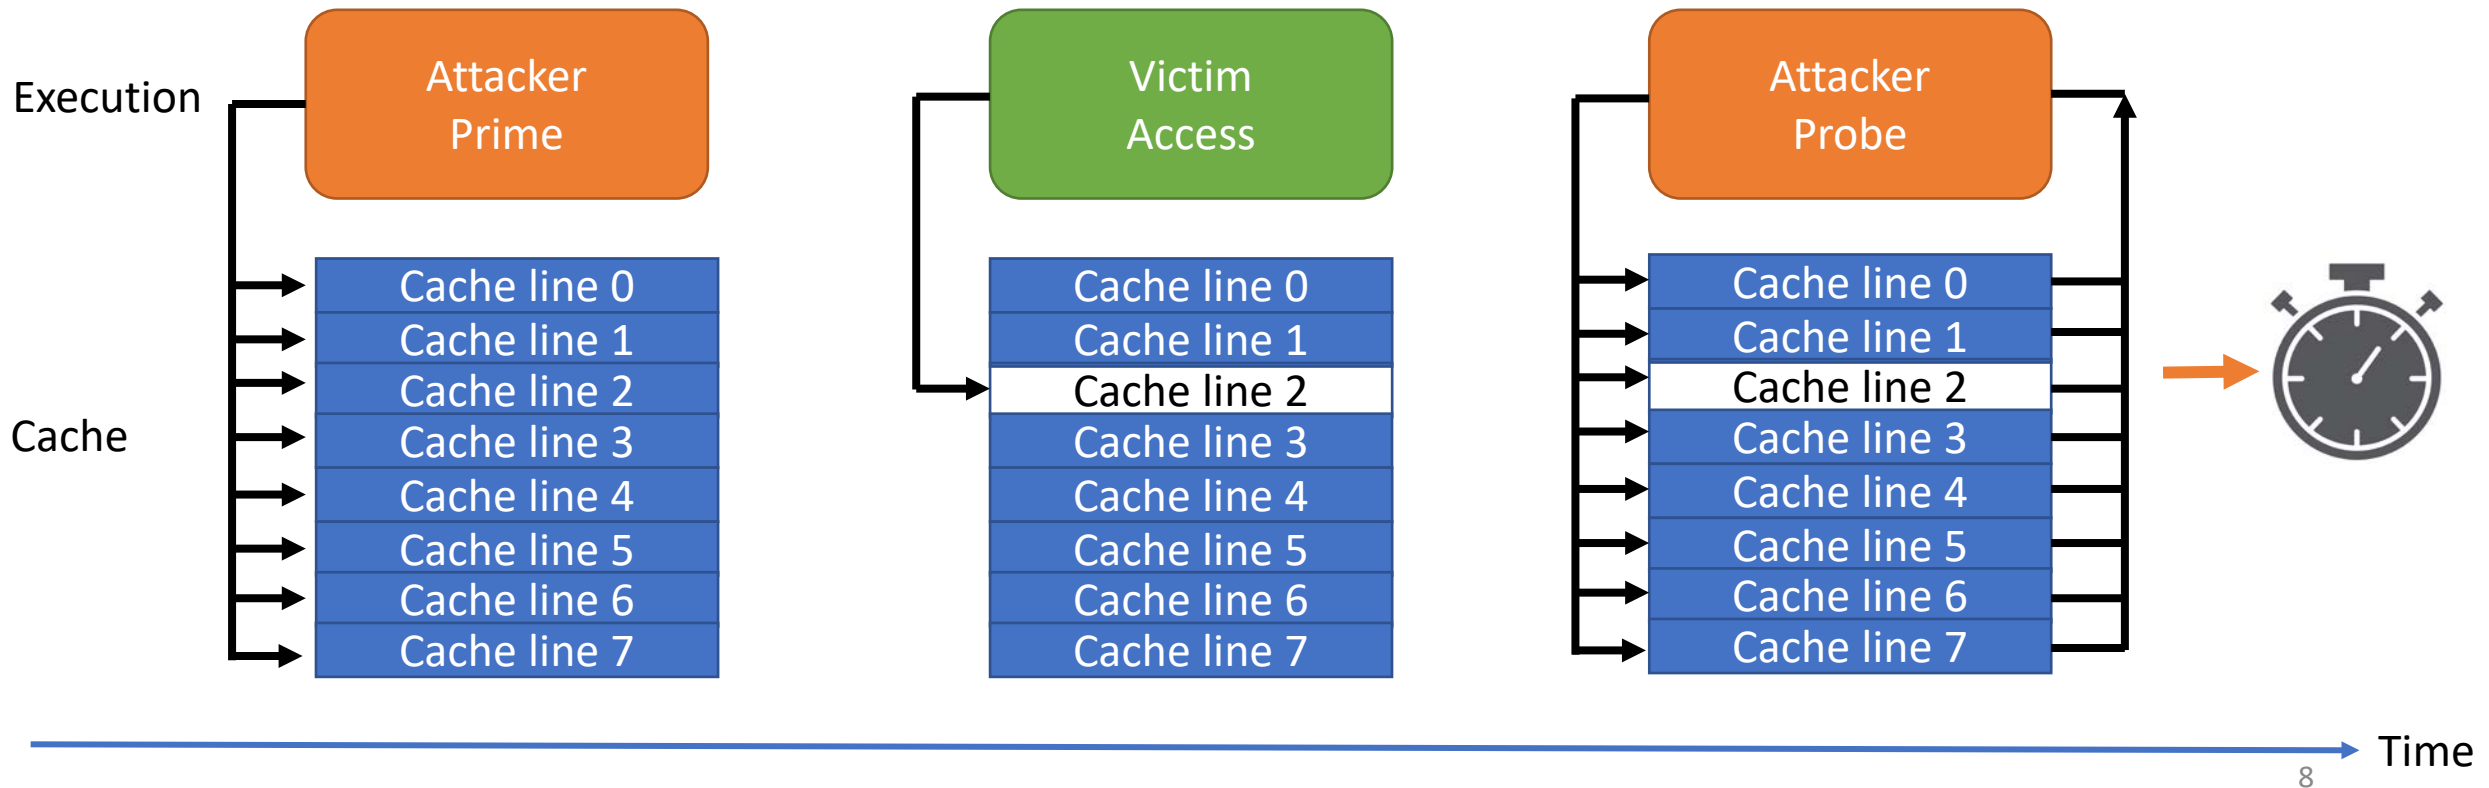 Execution
Attacker
Prime
Victim
Access
Attacker
Probe
Cache
Cache line 0
Cache line 1
Cache line 2
Cache line 3
Cache line 4
Cache line 5
Cache line 6
Cache line 7
Cache line 0
Cache line 1
Cache line 2
Cache line 3
Cache line 4
Cache line 5
Cache line 6
Cache line 7
Cache line 0
Cache line 1
Cache line 2
Cache line 3
Cache line 4
Cache line 5
Cache line 6
Cache line 7
Time
8